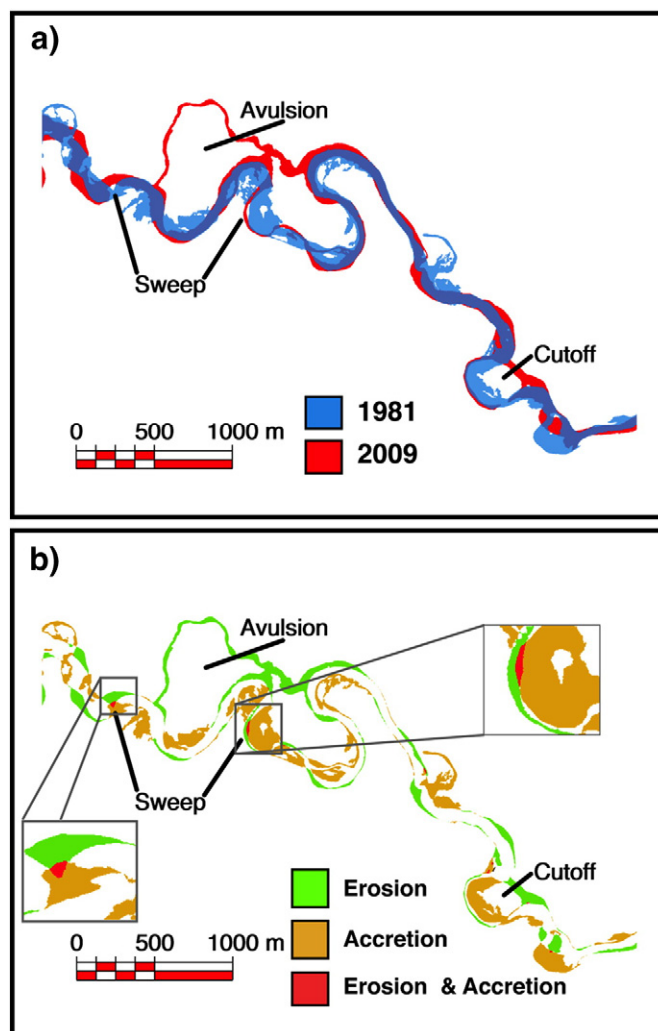 a)
Avulsion
Sweep
Cutoff
1981
2009
0 500 1000 m
b)
Avulsion
Sweep
Cutoff
Erosion
Accretion
Erosion & Accretion
0 500 1000 m